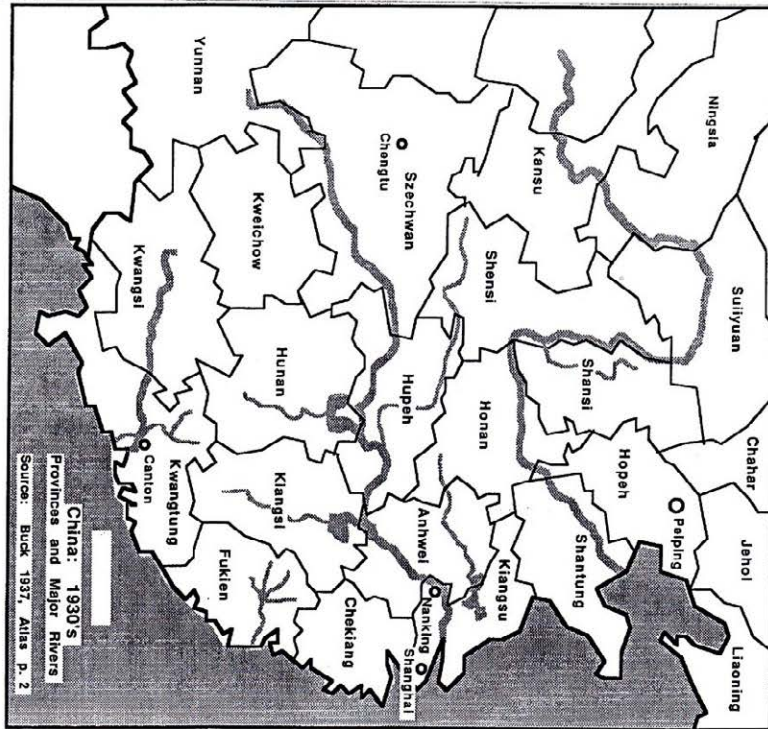 Liaoning
Jehol
Chahar
Suiiyuan
Ningsia
Peiping
Hopeh
Shansi
Shantung
Kansu
Shensi
Honan
Kiangsu
Szechwan
Chengtu
Hupeh
Anhwei
Nanking
Shanghai
Chekiang
Kweichow
Hunan
Kiangsi
Fukien
Yunnan
Kwangsi
Kwangtung
Canton
China: 1930's
Provinces and Major Rivers
Source: Buck 1937, Atlas p. 2